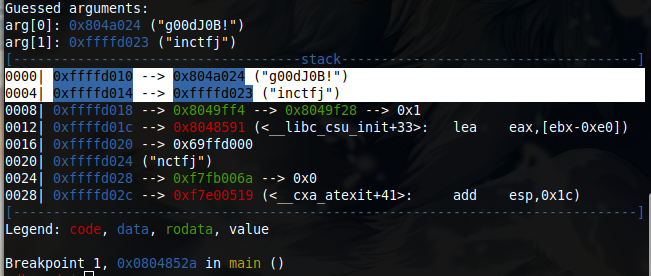 Guessed arguments:
arg[0]: 0x804a024 ("g00dJ0B!")
arg[1]: 0xffffd023 ("inctfj")
[------------------------------------stack-------------------------------------]
0000| 0xffffd010 --> 0x804a024 ("g00dJ0B!")
0004| 0xffffd014 --> 0xffffd023 ("inctfj")
0008| 0xffffd018 --> 0x8049ff4 --> 0x8049f28 --> 0x1
0012| 0xffffd01c --> 0x8048591 (<__libc_csu_init+33>: lea eax,[ebx-0xe0])
0016| 0xffffd020 --> 0x69ffd000
0020| 0xffffd024 ("nctfj")
0024| 0xffffd028 --> 0xf7fb006a --> 0x0
0028| 0xffffd02c --> 0xf7e00519 (<__cxa_atexit+41>: add esp,0x1c)
[------------------------------------------------------------------------------]
Legend: code, data, rodata, value
Breakpoint 1, 0x0804852a in main ()